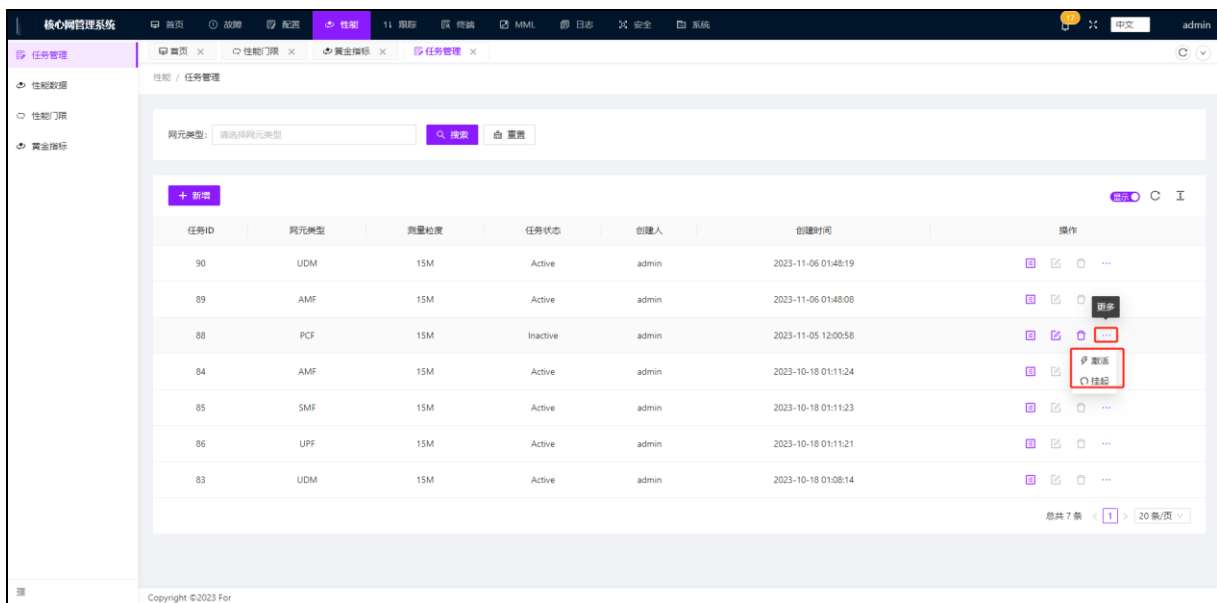 核心网管理系统 首页 故障 配置 性能 跟踪 终端 MML 日志 安全 系统 17 中文 admin
任务管理 首页 性能门限 黄金指标 任务管理
性能 / 任务管理
性能数据
性能门限
黄金指标
网元类型: 请选择网元类型 搜索 重置
新增 显示
任务ID 网元类型 测量粒度 任务状态 创建人 创建时间 操作
90 UDM 15M Active admin 2023-11-06 01:48:19
89 AMF 15M Active admin 2023-11-06 01:48:08
更多
88 PCF 15M Inactive admin 2023-11-05 12:00:58
激活
84 AMF 15M Active admin 2023-10-18 01:11:24
挂起
85 SMF 15M Active admin 2023-10-18 01:11:23
86 UPF 15M Active admin 2023-10-18 01:11:21
83 UDM 15M Active admin 2023-10-18 01:08:14
总共 7 条 < 1 > 20 条/页
Copyright ©2023 For